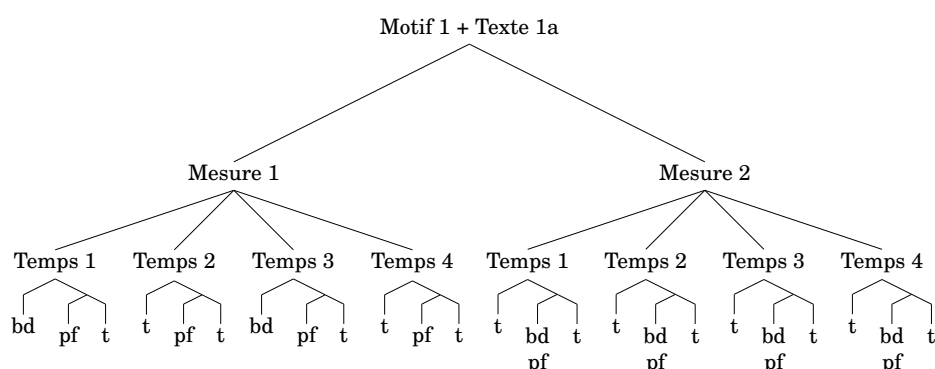 Motif 1 + Texte 1a
Mesure 1 Mesure 2
Temps 1 Temps 2 Temps 3 Temps 4 Temps 1 Temps 2 Temps 3 Temps 4
bd pf t t pf t bd pf t t pf t t bd t t bd t t bd t t bd t
pf pf pf pf